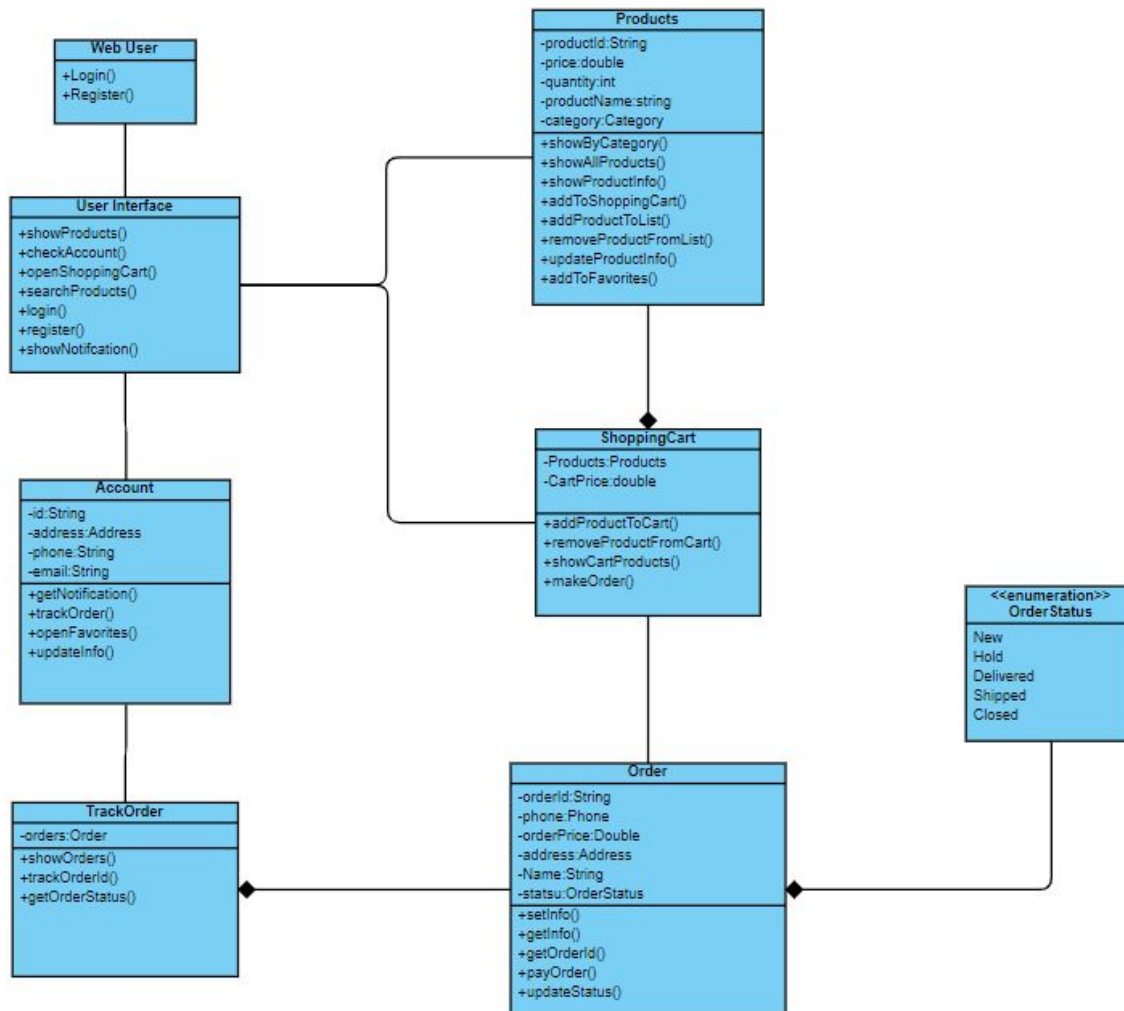 Web User
+Login()
+Register()
Products
-productId:String
-price:double
-quantity:int
-productName:string
-category:Category
+showByCategory()
+showAllProducts()
+showProductInfo()
+addToShoppingCart()
+addProductToList()
+removeProductFromList()
+updateProductInfo()
+addToFavorites()
User Interface
+showProducts()
+checkAccount()
+openShoppingCart()
+searchProducts()
+login()
+register()
+showNotifcation()
ShoppingCart
-Products:Products
-CartPrice:double
+addProductToCart()
+removeProductFromCart()
+showCartProducts()
+makeOrder()
Account
-id:String
-address:Address
-phone:String
-email:String
+getNotification()
+trackOrder()
+openFavorites()
+updateInfo()
<<enumeration>>
OrderStatus
New
Hold
Delivered
Shipped
Closed
TrackOrder
-orders:Order
+showOrders()
+trackOrderId()
+getOrderStatus()
Order
-orderId:String
-phone:Phone
-orderPrice:Double
-address:Address
-Name:String
-statsu:OrderStatus
+setInfo()
+getInfo()
+getOrderId()
+payOrder()
+updateStatus()